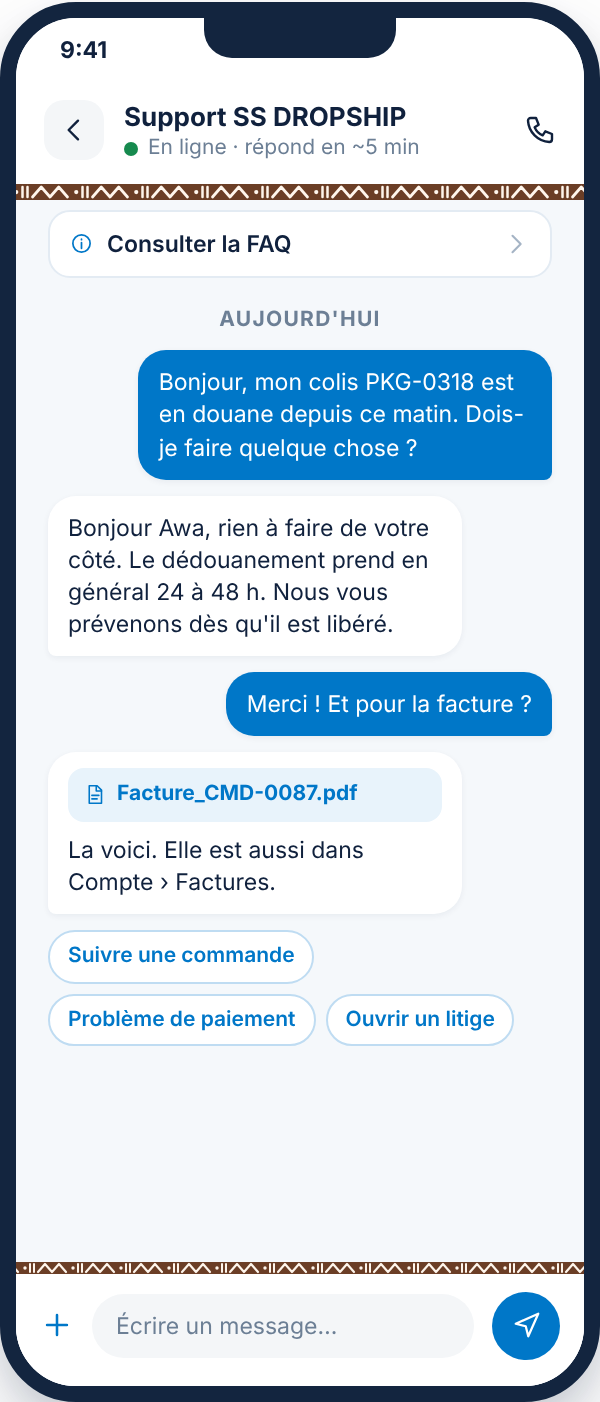 9:41
Support SS DROPSHIP
En ligne · répond en ~5 min
Consulter la FAQ
AUJOURD'HUI
Bonjour, mon colis PKG-0318 est
en douane depuis ce matin. Dois-
je faire quelque chose ?
Bonjour Awa, rien à faire de votre
côté. Le dédouanement prend en
général 24 à 48 h. Nous vous
prévenons dès qu'il est libéré.
Merci ! Et pour la facture ?
Facture_CMD-0087.pdf
La voici. Elle est aussi dans
Compte › Factures.
Suivre une commande
Problème de paiement
Ouvrir un litige
Écrire un message...